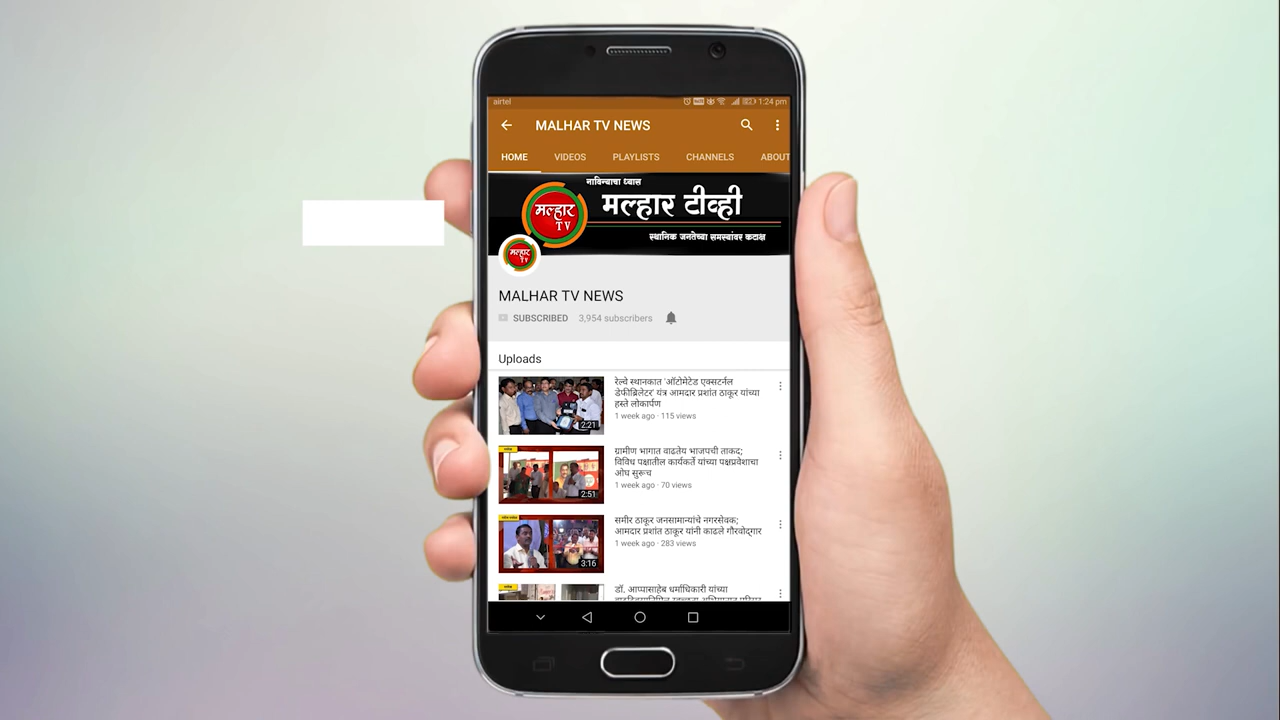 airtel
1:24 pm
MALHAR TV NEWS
HOME VIDEOS PLAYLISTS CHANNELS ABOUT
नाविन्याचा ध्यास
मल्हार टीव्ही
मल्हार
TV
स्थानिक जनतेच्या समस्यांवर कटाक्ष
मल्हार
TV
MALHAR TV NEWS
SUBSCRIBED 3,954 subscribers
Uploads
रेल्वे स्थानकात 'ऑटोमेटेड एक्सटर्नल
डेफीब्रिलेटर' यंत्र आमदार प्रशांत ठाकूर यांच्या
हस्ते लोकार्पण
1 week ago · 115 views
2:21
ग्रामीण भागात वाढतेय भाजपची ताकद;
विविध पक्षातील कार्यकर्ते यांच्या पक्षप्रवेशाचा
ओघ सुरूच
1 week ago · 70 views
2:51
समीर ठाकूर जनसामान्यांचे नगरसेवक;
आमदार प्रशांत ठाकूर यांनी काढले गौरवोद्गार
1 week ago · 283 views
3:16
डॉ. आप्पासाहेब धर्माधिकारी यांच्या